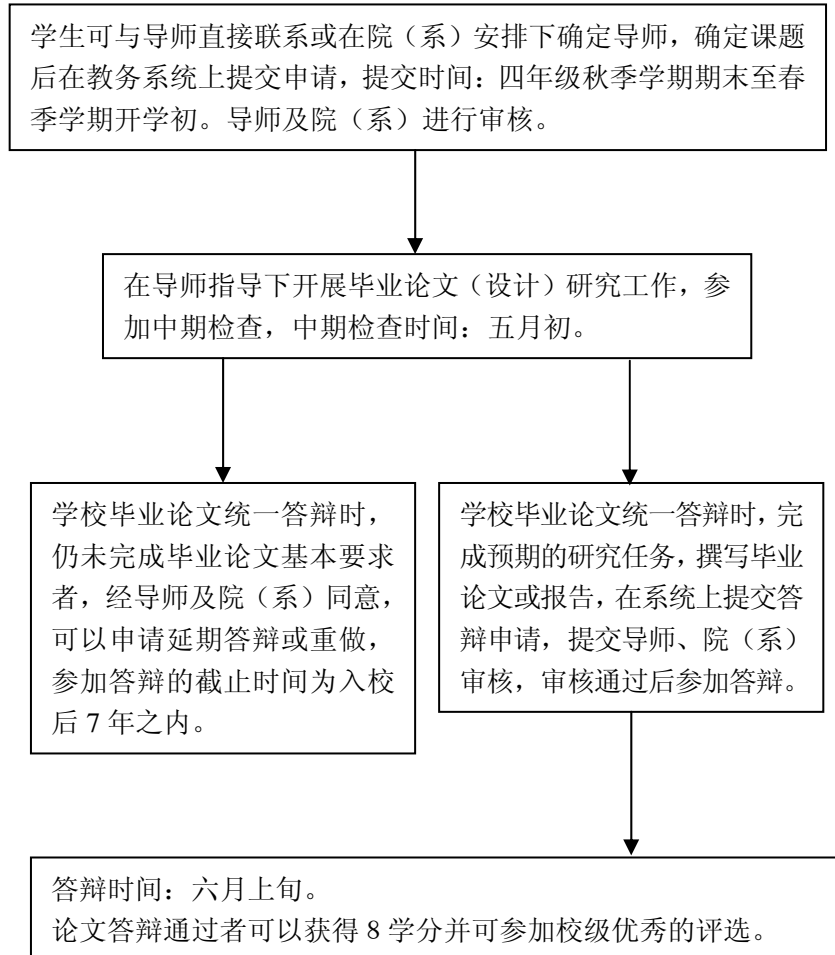 学生可与导师直接联系或在院（系）安排下确定导师，确定课题
后在教务系统上提交申请，提交时间：四年级秋季学期期末至春
季学期开学初。导师及院（系）进行审核。
在导师指导下开展毕业论文（设计）研究工作，参
加中期检查，中期检查时间：五月初。
学校毕业论文统一答辩时，
仍未完成毕业论文基本要求
者，经导师及院（系）同意，
可以申请延期答辩或重做，
参加答辩的截止时间为入校
后 7 年之内。
学校毕业论文统一答辩时，完
成预期的研究任务，撰写毕业
论文或报告，在系统上提交答
辩申请，提交导师、院（系）
审核，审核通过后参加答辩。
答辩时间：六月上旬。
论文答辩通过者可以获得 8 学分并可参加校级优秀的评选。